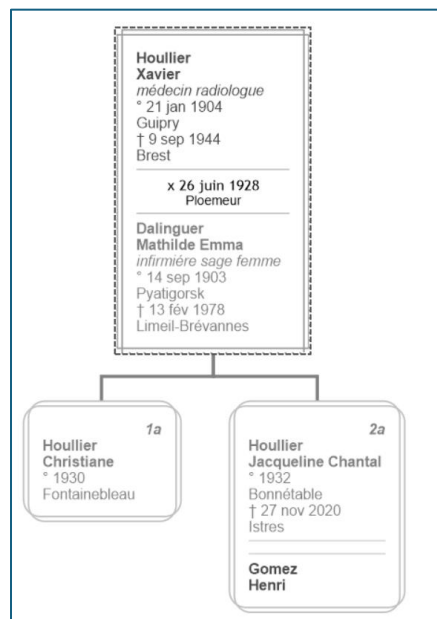 Houllier
Xavier
médecin radiologue
° 21 jan 1904
Guipry
† 9 sep 1944
Brest
x 26 juin 1928
Ploemeur
Dalinguer
Mathilde Emma
infirmiére sage femme
° 14 sep 1903
Pyatigorsk
† 13 fév 1978
Limeil-Brévannes
1a
Houllier
Christiane
° 1930
Fontainebleau
2a
Houllier
Jacqueline Chantal
° 1932
Bonnétable
† 27 nov 2020
Istres
Gomez
Henri